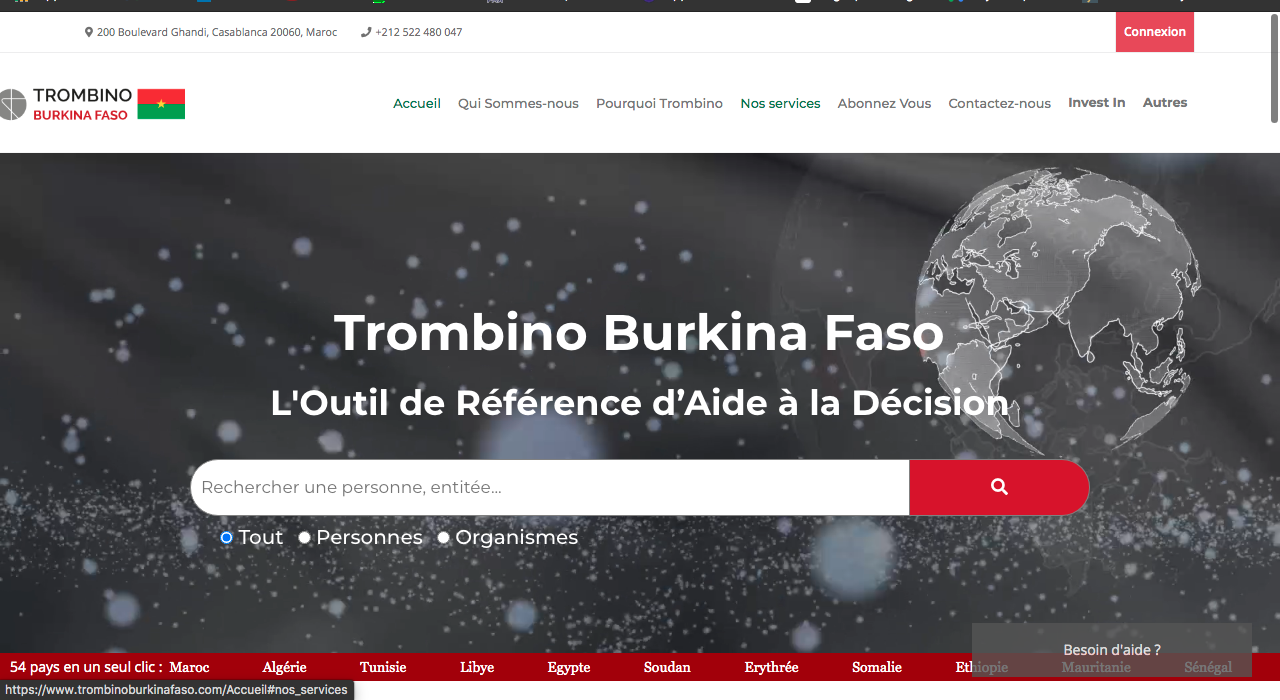 200 Boulevard Ghandi, Casablanca 20060, Maroc +212 522 480 047 Connexion
TROMBINO
BURKINA FASO
Accueil Qui Sommes-nous Pourquoi Trombino Nos services Abonnez Vous Contactez-nous Invest In Autres
Trombino Burkina Faso
L'Outil de Référence d’Aide à la Décision
Rechercher une personne, entitée...
Tout Personnes Organismes
Besoin d'aide ?
54 pays en un seul clic : Maroc Algérie Tunisie Libye Egypte Soudan Erythrée Somalie Ethiopie Mauritanie Sénégal
https://www.trombinoburkinafaso.com/Accueil#nos_services